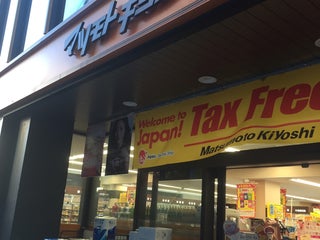 マツモトキヨシ
Welcome to
Japan!
Tax Free
Matsumoto Kiyoshi